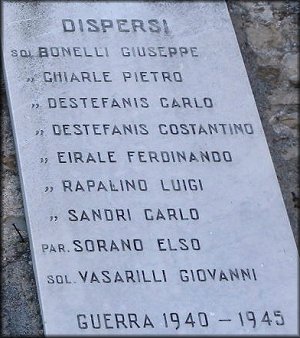 DISPERSI
SOL. BONELLI GIUSEPPE
„ CHIARLE PIETRO
„ DESTEFANIS CARLO
„ DESTEFANIS COSTANTINO
„ EIRALE FERDINANDO
„ RAPALINO LUIGI
„ SANDRI CARLO
PAR. SORANO ELSO
SOL. VASARILLI GIOVANNI
GUERRA 1940 – 1945